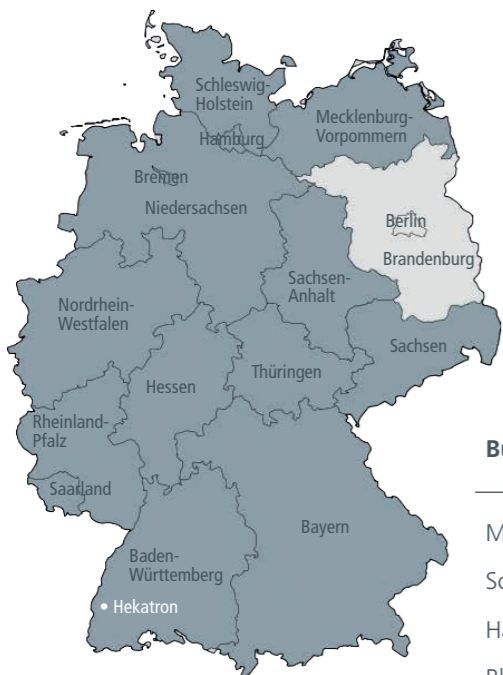 Schleswig-
Holstein
Mecklenburg-
Vorpommern
Hamburg
Bremen
Niedersachsen
Berlin
Brandenburg
Sachsen-
Anhalt
Nordrhein-
Westfalen
Sachsen
Hessen
Thüringen
Rheinland-
Pfalz
Saarland
Bayern
Baden-
Württemberg
• Hekatron